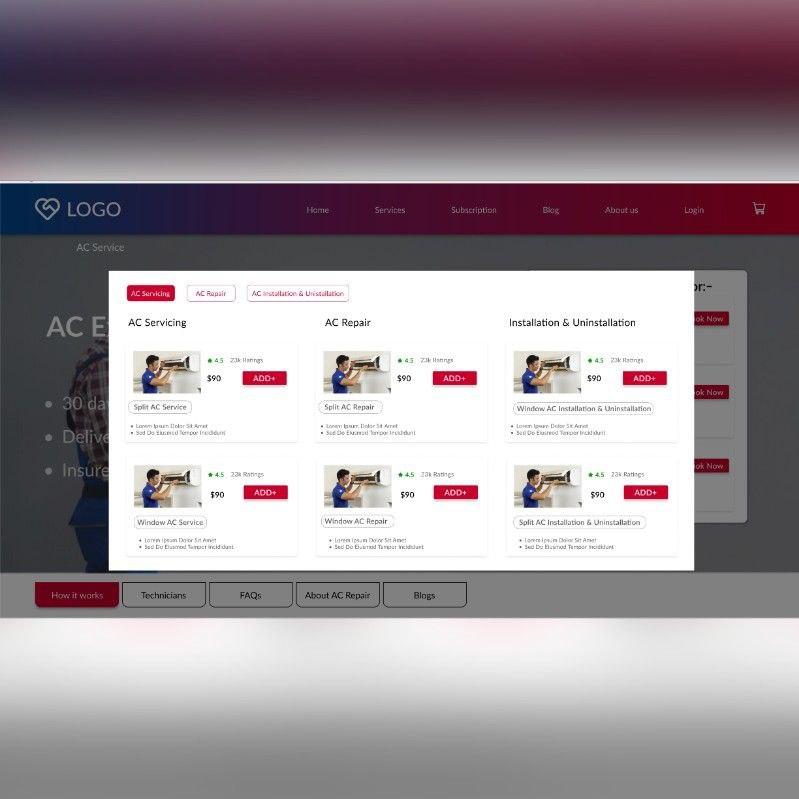 LOGO
Home
Services
Subscription
Blog
About us
Login
AC Service
or:-
AC E
ok Now
30 da
ok Now
Delive
Insure
ok Now
AC Servicing
AC Repair
AC Installation & Unistallation
AC Servicing
AC Repair
Installation & Uninstallation
4.5 23k Ratings
$90 ADD+
Split AC Service
Lorem Ipsum Dolor Sit Amet
Sed Do Eiusmod Tempor Incididunt
4.5 23k Ratings
$90 ADD+
Split AC Repair
Lorem Ipsum Dolor Sit Amet
Sed Do Eiusmod Tempor Incididunt
4.5 23k Ratings
$90 ADD+
Window AC Installation & Uninstallation
Lorem Ipsum Dolor Sit Amet
Sed Do Eiusmod Tempor Incididunt
4.5 23k Ratings
$90 ADD+
Window AC Service
Lorem Ipsum Dolor Sit Amet
Sed Do Eiusmod Tempor Incididunt
4.5 23k Ratings
$90 ADD+
Window AC Repair
Lorem Ipsum Dolor Sit Amet
Sed Do Eiusmod Tempor Incididunt
4.5 23k Ratings
$90 ADD+
Split AC Installation & Uninstallation
Lorem Ipsum Dolor Sit Amet
Sed Do Eiusmod Tempor Incididunt
How it works
Technicians
FAQs
About AC Repair
Blogs